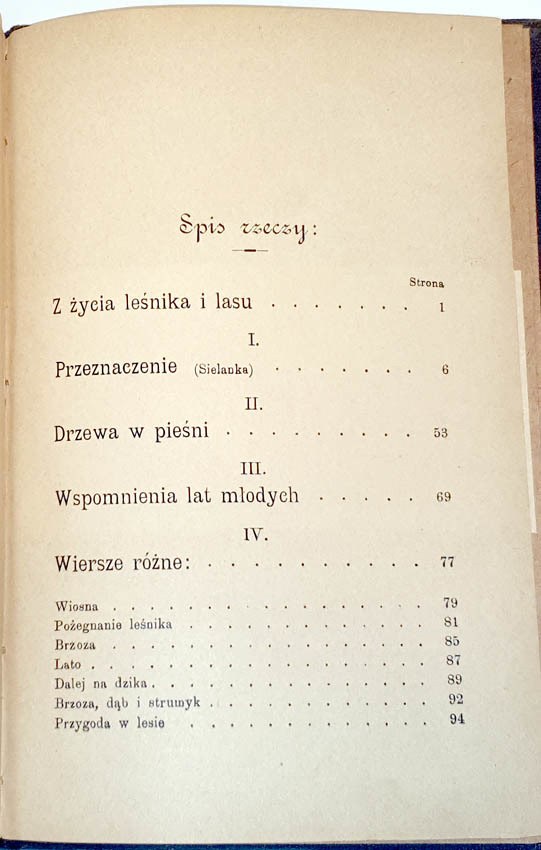 Spis rzeczy:
Strona
Z życia leśnika i lasu . . . . . . . 1
I.
Przeznaczenie (Sielanka) . . . . . . . 6
II.
Drzewa w pieśni . . . . . . . . . 53
III.
Wspomnienia lat młodych . . . . . 69
IV.
Wiersze różne: . . . . . . . . . . 77
Wiosna . . . . . . . . . . . . . . . . 79
Pożegnanie leśnika . . . . . . . . . . . . . 81
Brzoza . . . . . . . . . . . . . . . . 85
Lato . . . . . . . . . . . . . . . . . 87
Dalej na dzika . . . . . . . . . . . . . . 89
Brzoza, dąb i strumyk . . . . . . . . . . . 92
Przygoda w lesie . . . . . . . . . . . . 94